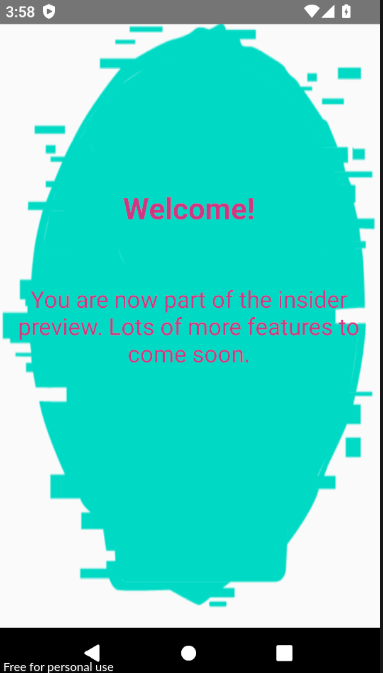 3:58
Welcome!
You are now part of the insider
preview. Lots of more features to
come soon.
Free for personal use